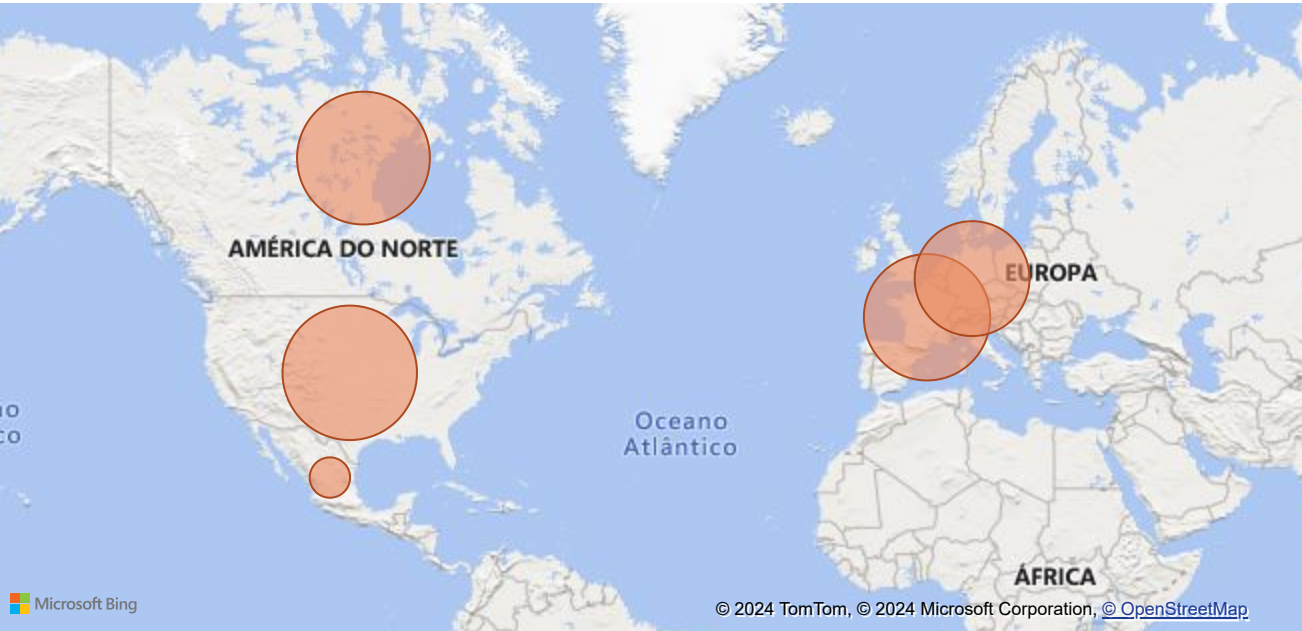 AMÉRICA DO NORTE
EUROPA
Oceano
Atlântico
ÁFRICA
Microsoft Bing
© 2024 TomTom, © 2024 Microsoft Corporation, © OpenStreetMap